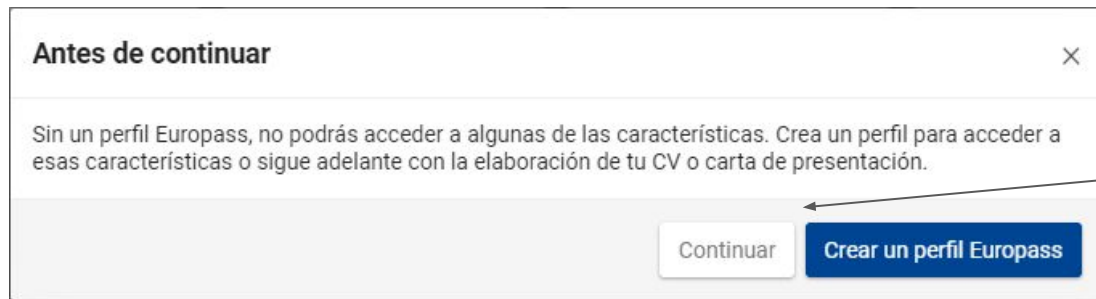 Antes de continuar
Sin un perfil Europass, no podrás acceder a algunas de las características. Crea un perfil para acceder a
esas características o sigue adelante con la elaboración de tu CV o carta de presentación.
Continuar
Crear un perfil Europass